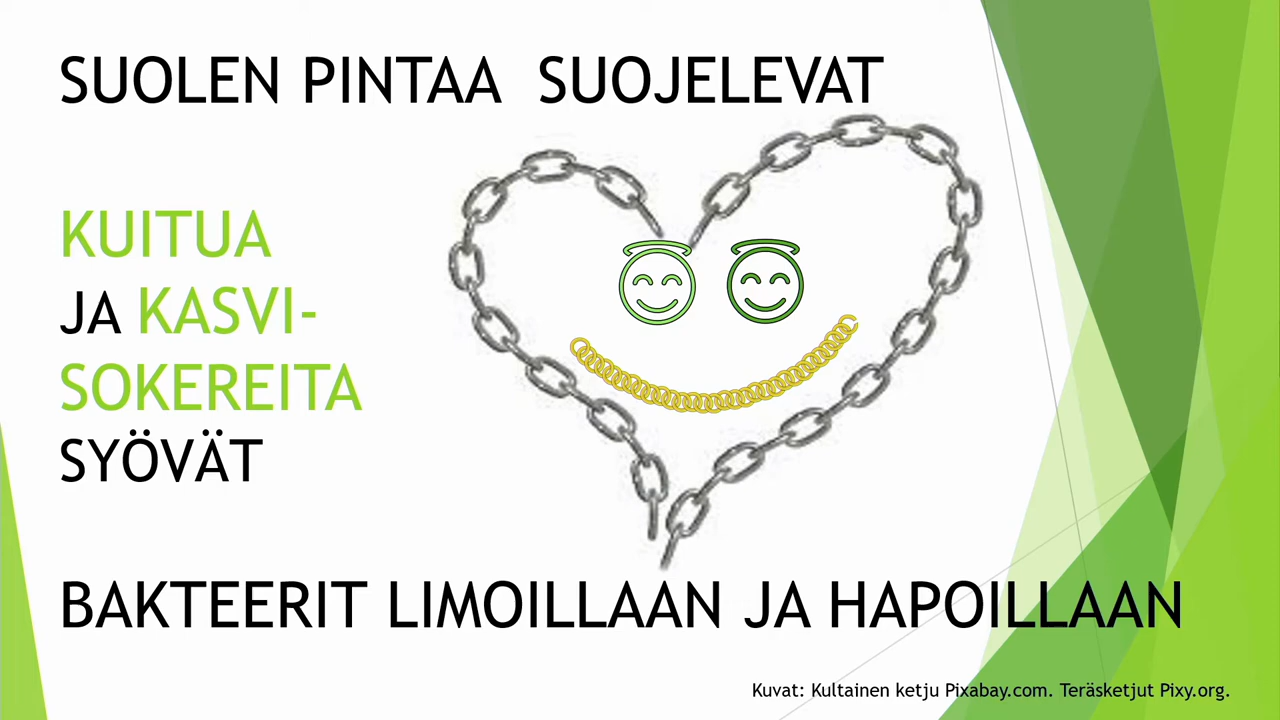 SUOLEN PINTAA SUOJELEVAT
KUITUA
JA KASVI-
SOKEREITA
SYÖVÄT
BAKTEERIT LIMOILLAAN JA HAPOILLAAN
Kuvat: Kultainen ketju Pixabay.com. Teräsketjut Pixy.org.